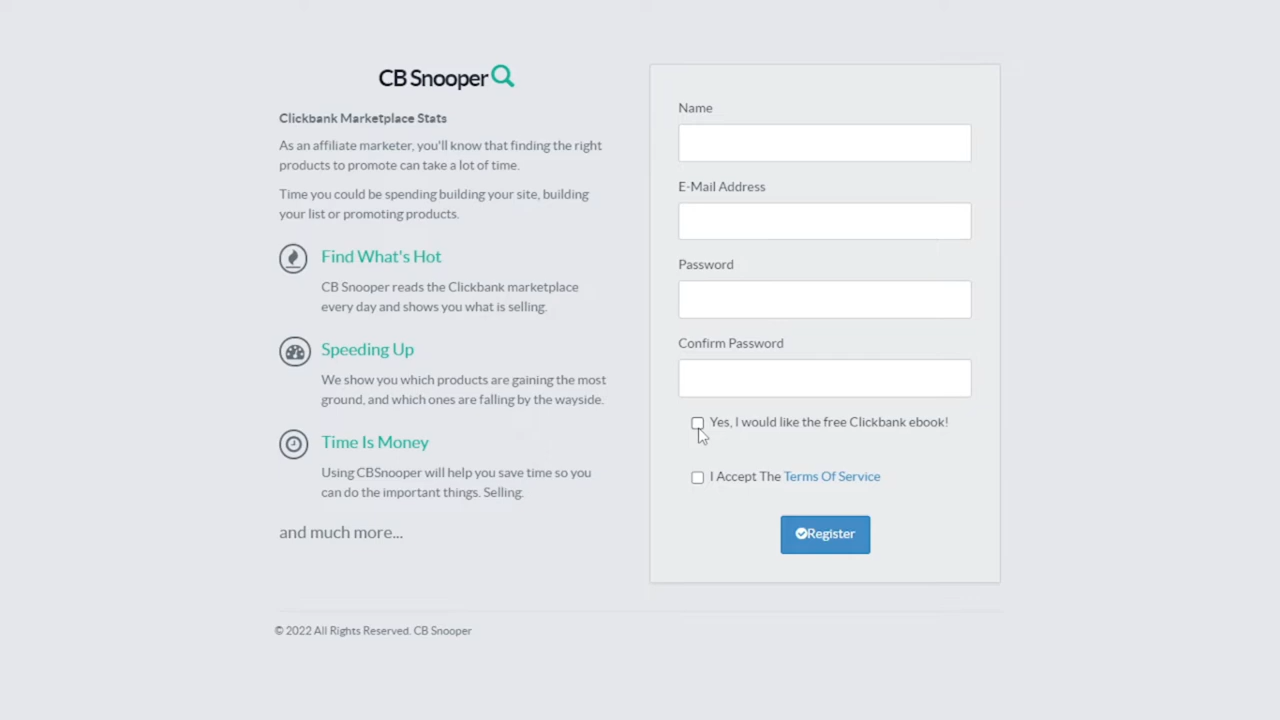 CB Snooper
Clickbank Marketplace Stats
As an affiliate marketer, you'll know that finding the right
products to promote can take a lot of time.
Time you could be spending building your site, building
your list or promoting products.
Find What's Hot
CB Snooper reads the Clickbank marketplace
every day and shows you what is selling.
Speeding Up
We show you which products are gaining the most
ground, and which ones are falling by the wayside.
Time Is Money
Using CBSnooper will help you save time so you
can do the important things. Selling.
and much more...
Name
E-Mail Address
Password
Confirm Password
Yes, I would like the free Clickbank ebook!
I Accept The Terms Of Service
Register
© 2022 All Rights Reserved. CB Snooper